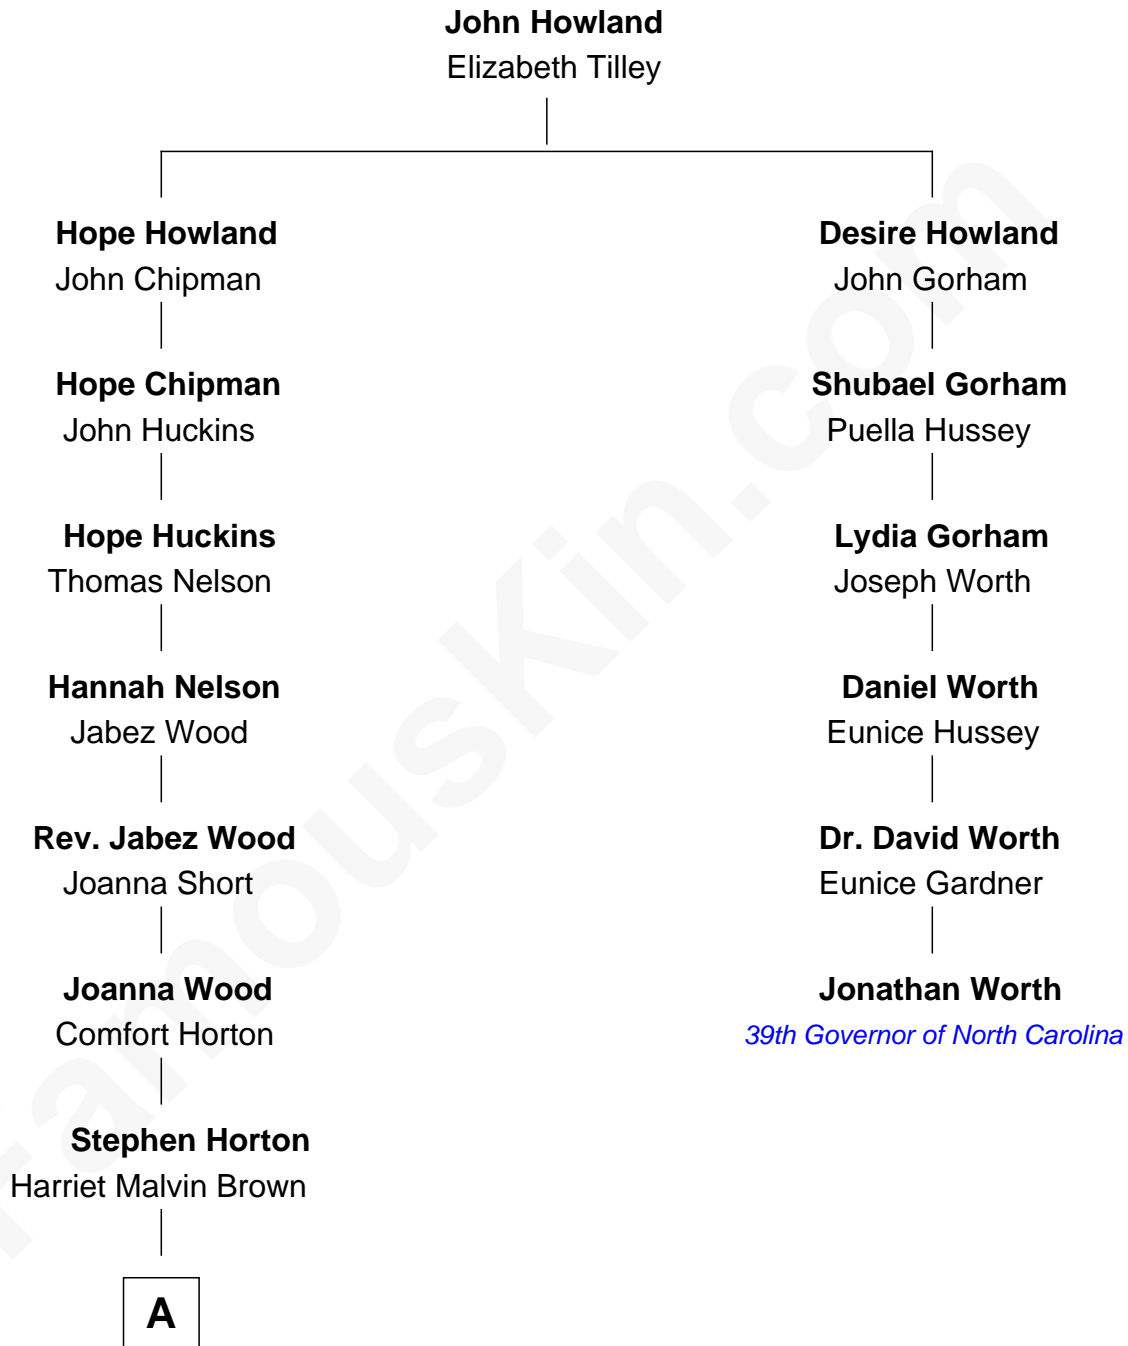 John Howland
Elizabeth Tilley
Hope Howland
John Chipman
Desire Howland
John Gorham
Hope Chipman
John Huckins
Shubael Gorham
Puella Hussey
Hope Huckins
Thomas Nelson
Lydia Gorham
Joseph Worth
Hannah Nelson
Jabez Wood
Daniel Worth
Eunice Hussey
Rev. Jabez Wood
Joanna Short
Dr. David Worth
Eunice Gardner
Joanna Wood
Comfort Horton
Jonathan Worth
39th Governor of North Carolina
Stephen Horton
Harriet Malvin Brown
A
FamousKin.com